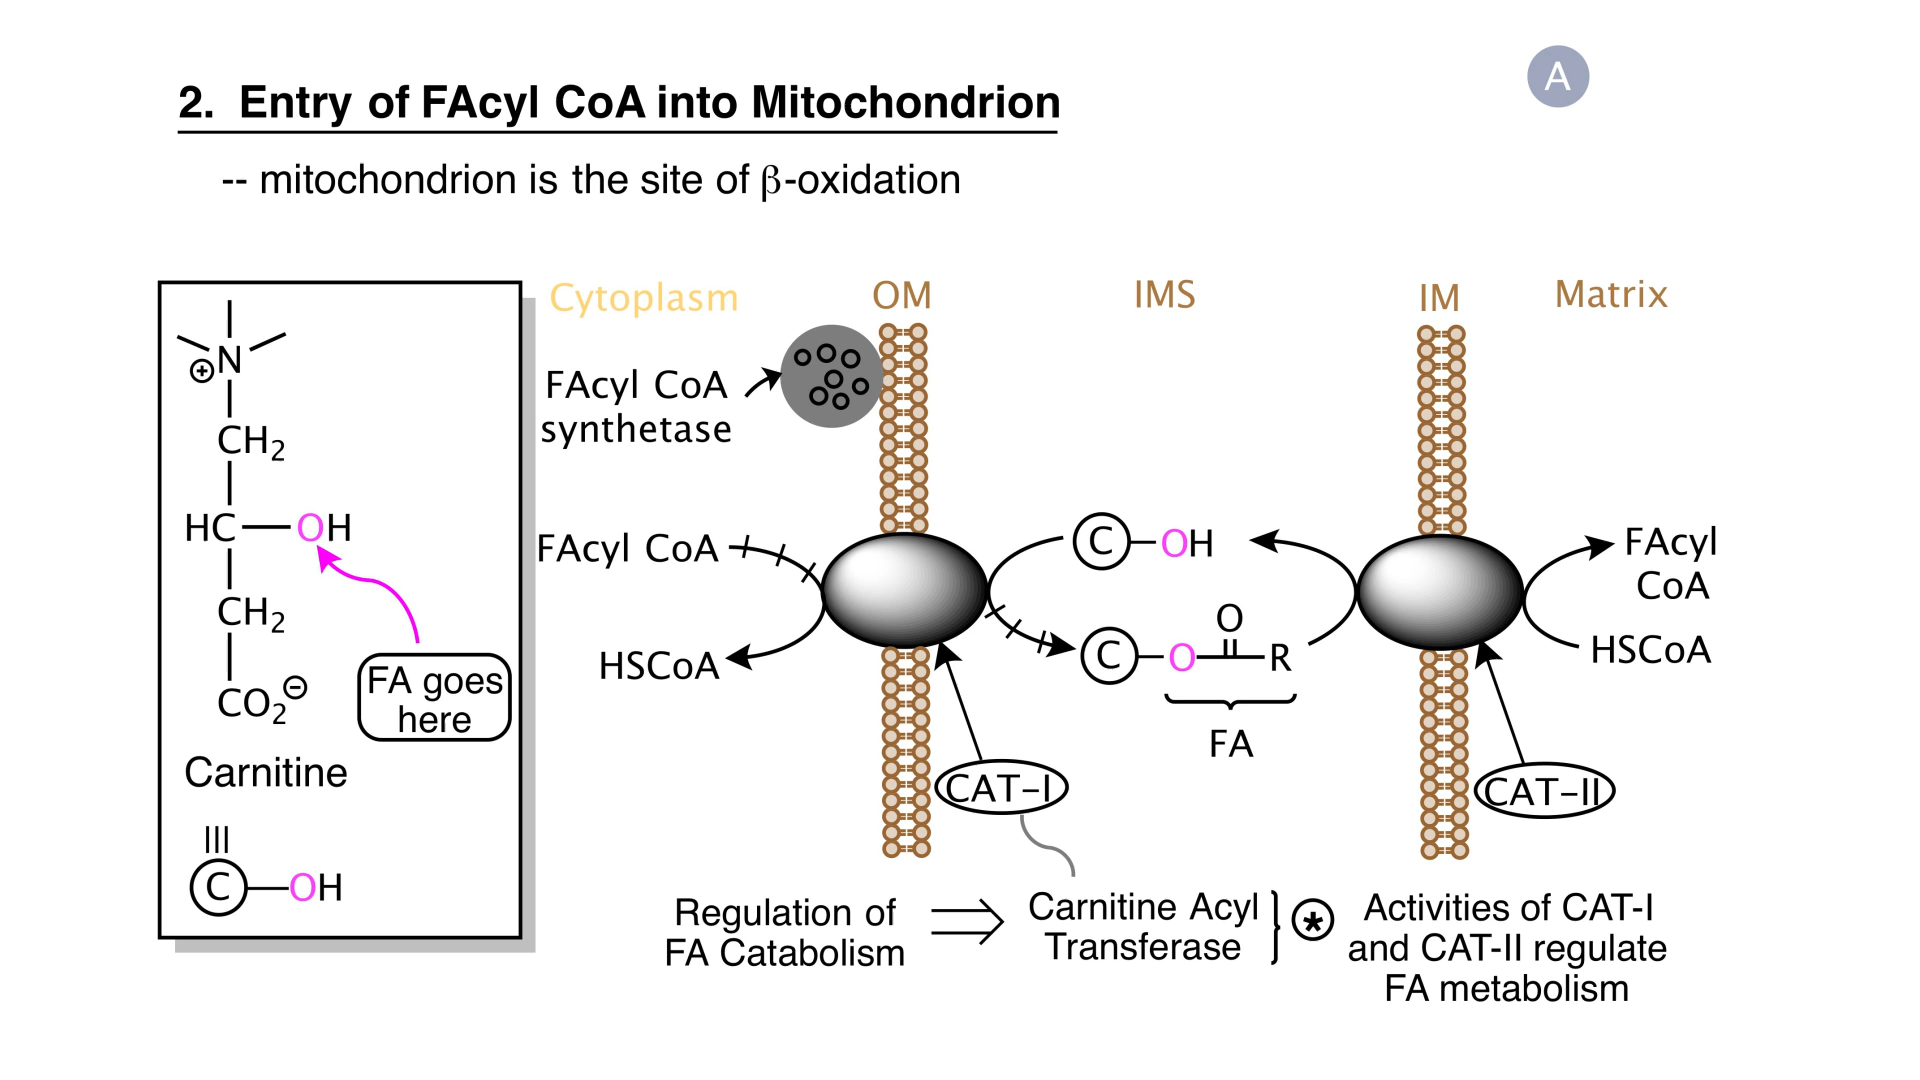 A
2. Entry of FAcyl CoA into Mitochondrion
-- mitochondrion is the site of β-oxidation
N
⊕
CH2
HC
OH
CH2
CO2⊖
FA goes
here
Carnitine
C
OH
Cytoplasm
OM
IMS
IM
Matrix
FAcyl CoA
synthetase
FAcyl CoA
HSCoA
C
OH
O
C
O
R
FA
FAcyl
CoA
HSCoA
CAT-I
CAT-II
Regulation of
FA Catabolism
Carnitine Acyl
Transferase
*
Activities of CAT-I
and CAT-II regulate
FA metabolism